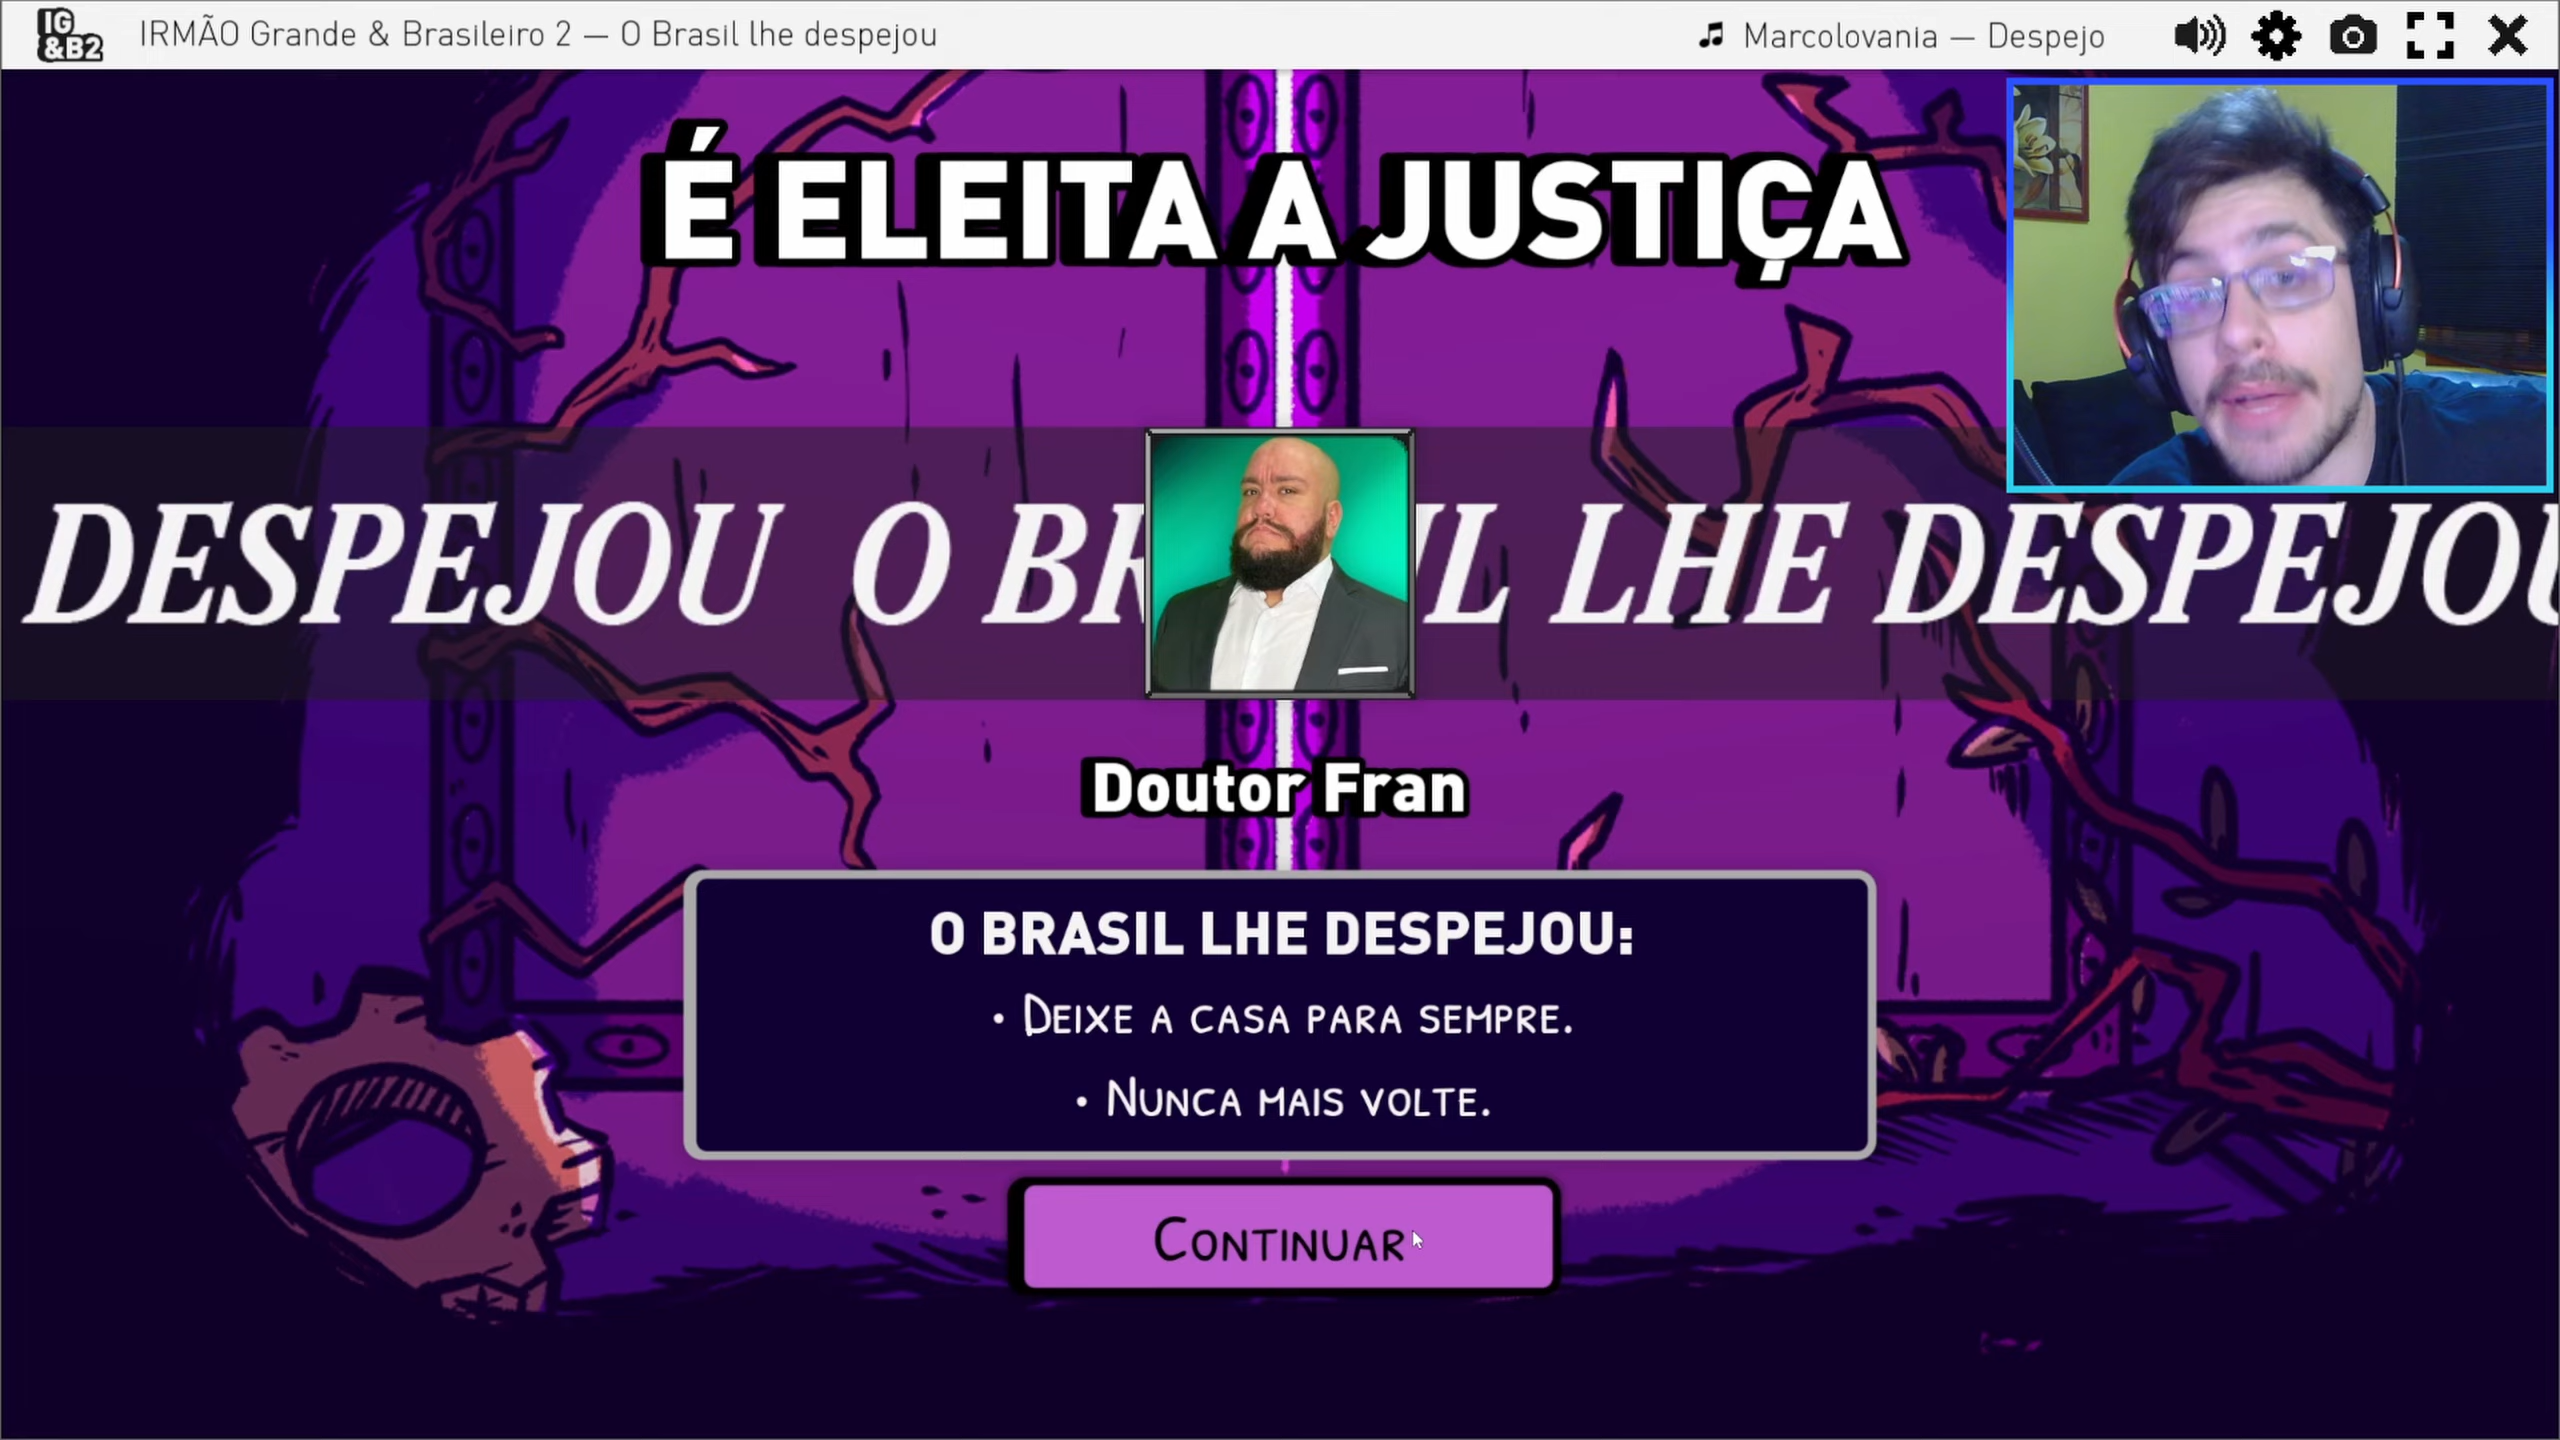 IG
&B2
IRMÃO Grande & Brasileiro 2 — O Brasil lhe despejou
Marcolovania — Despejo
É ELEITA A JUSTIÇA
DESPEJOU O BR IL LHE DESPEJOU
Doutor Fran
O BRASIL LHE DESPEJOU:
• DEIXE A CASA PARA SEMPRE.
• NUNCA MAIS VOLTE.
CONTINUAR